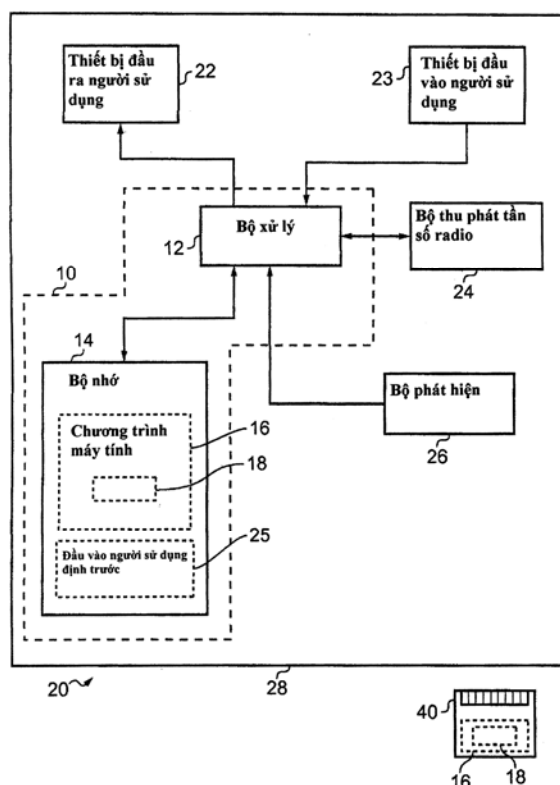 Thiết bị đầu
ra người sử
dụng
22
Thiết bị đầu
vào người sử
dụng
23
Bộ xử lý
12
Bộ thu phát tần
số radio
24
10
14
Bộ nhớ
Chương trình
máy tính
16
18
Đầu vào người sử dụng
định trước
25
Bộ phát hiện
26
20
28
40
16
18